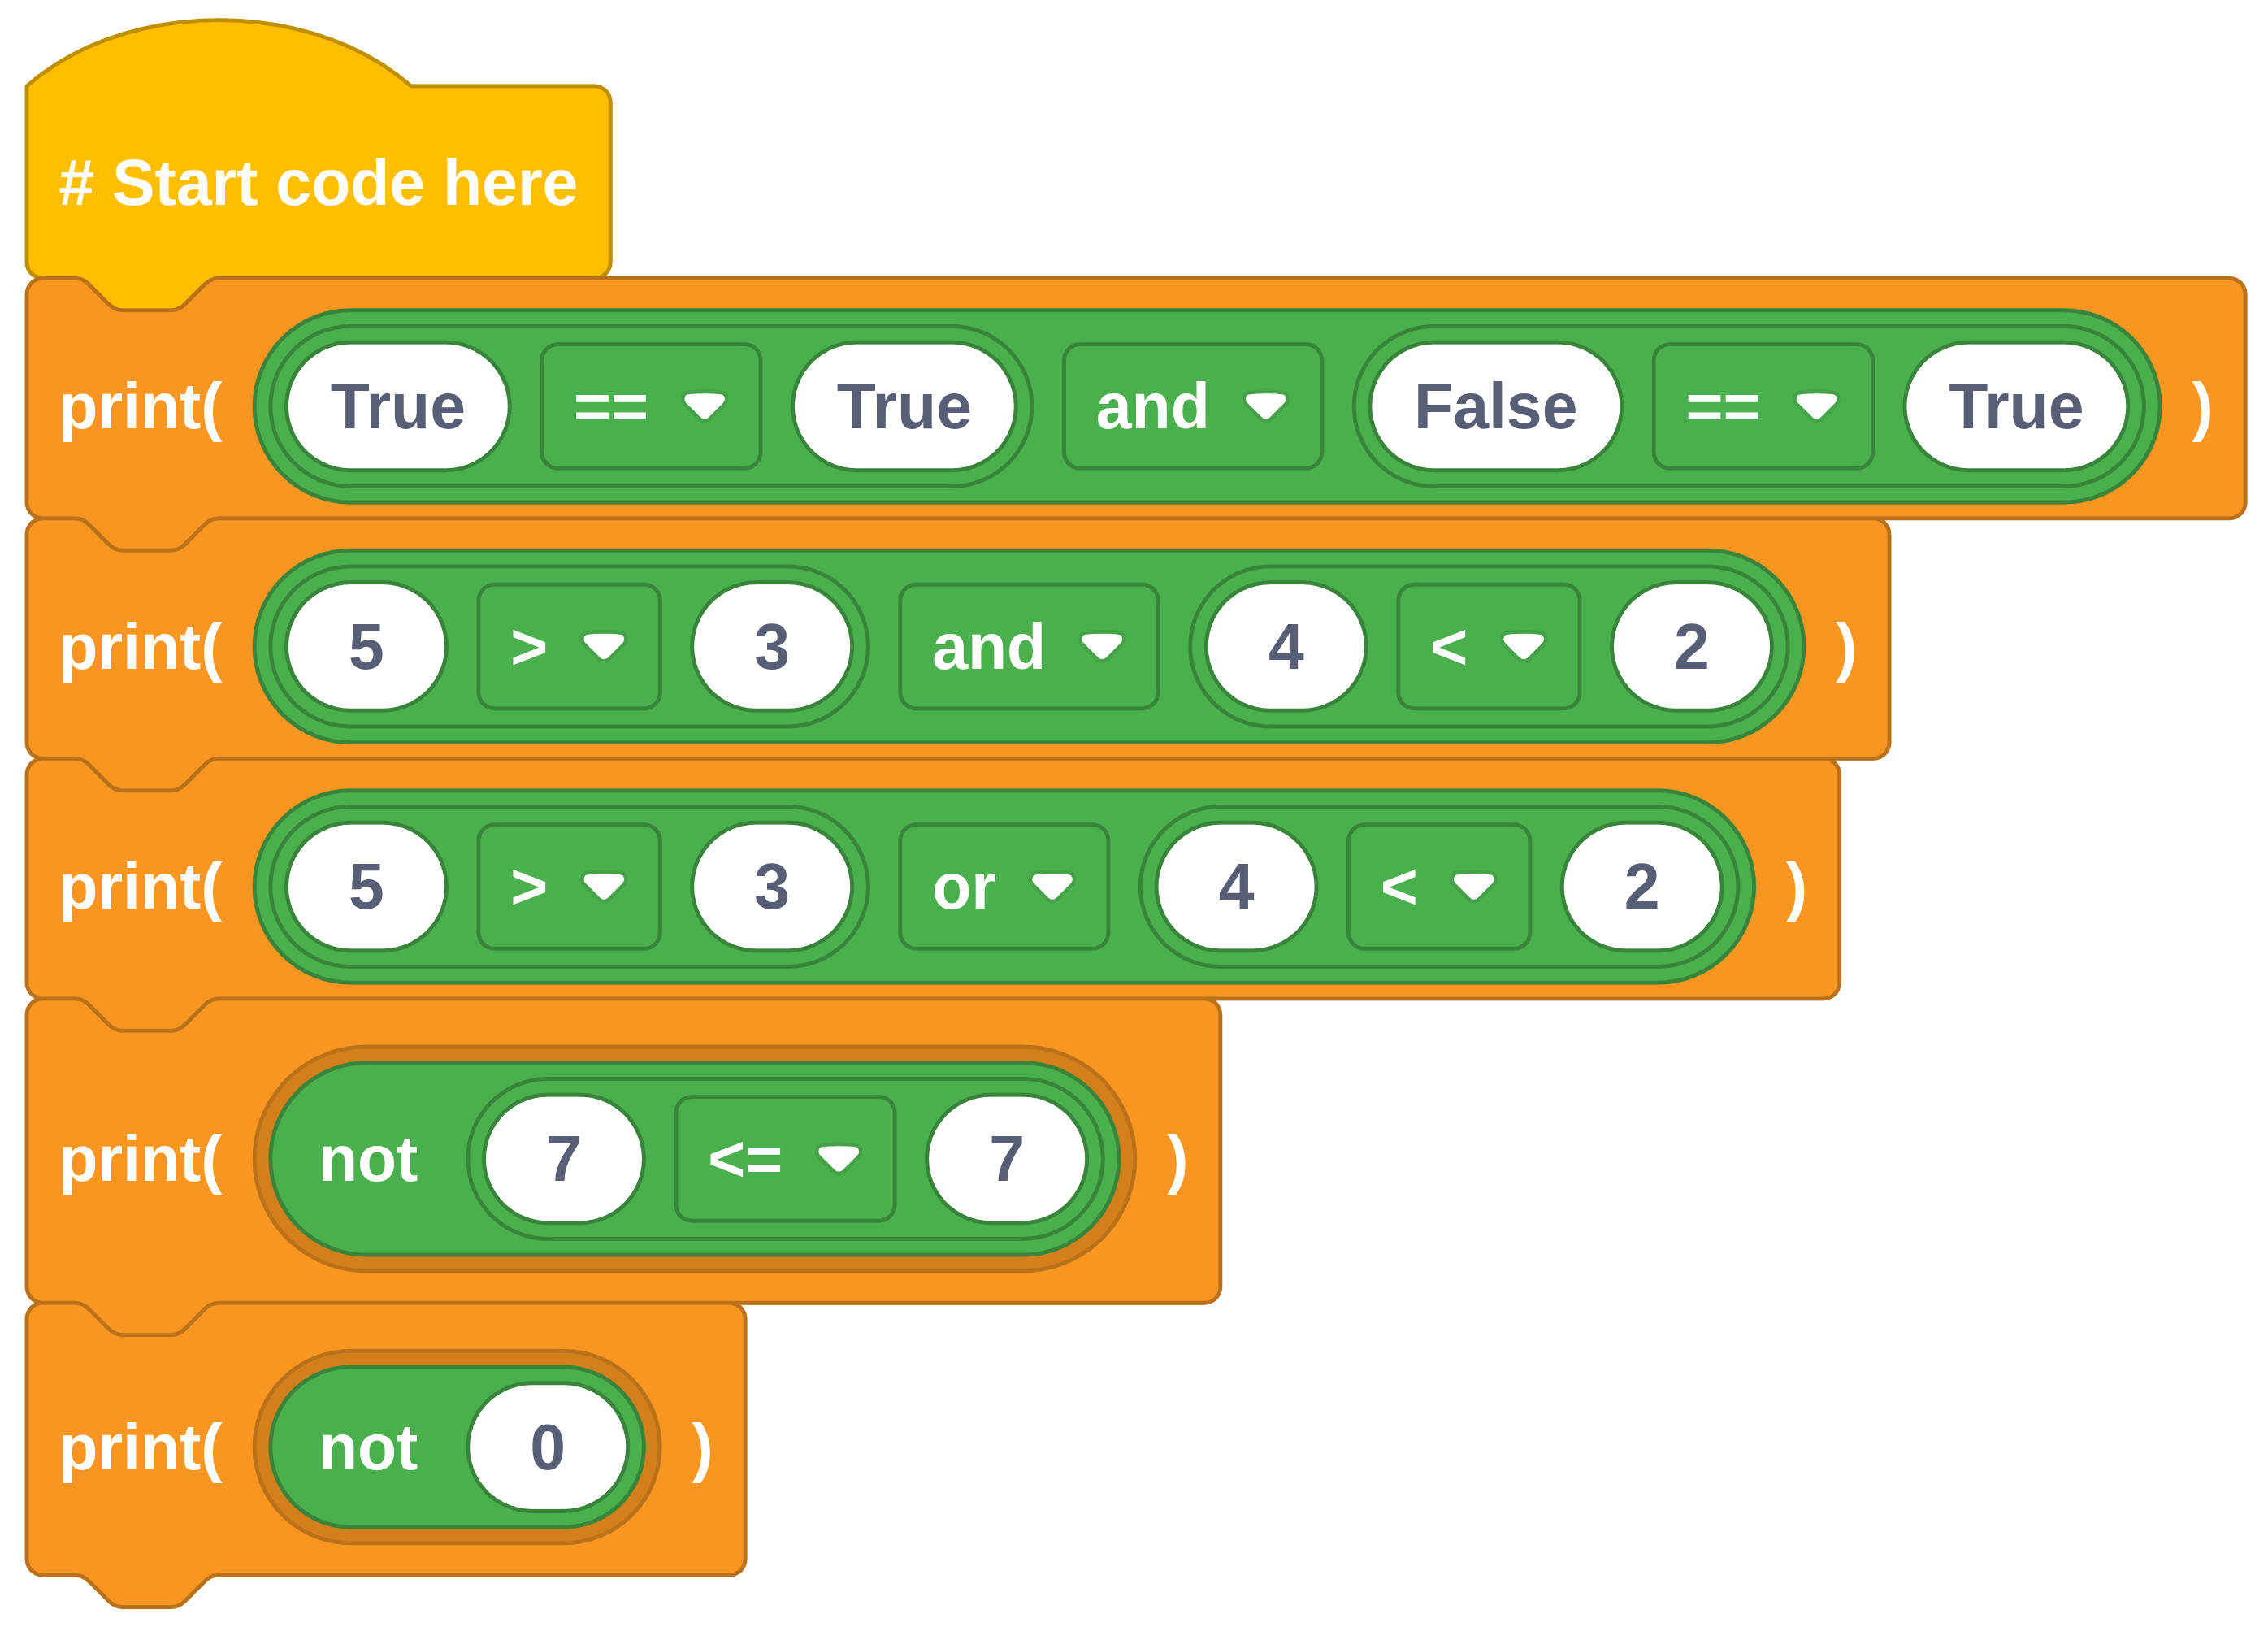 # Start code here
print( True == True and False == True )
print( 5 > 3 and 4 < 2 )
print( 5 > 3 or 4 < 2 )
print( not 7 <= 7 )
print( not 0 )